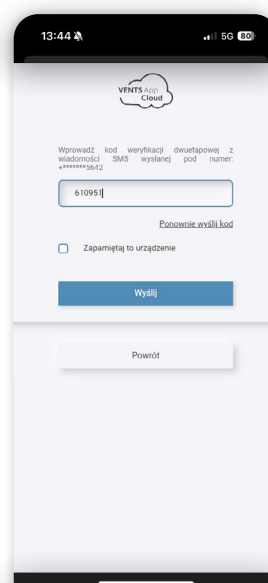 13:44
5G 80
VENTS App
Cloud
Wprowadź kod weryfikacji dwuetapowej z
wiadomości SMS wysłanej pod numer:
+*******5642
610951
Ponownie wyślij kod
Zapamiętaj to urządzenie
Wyślij
Powrót